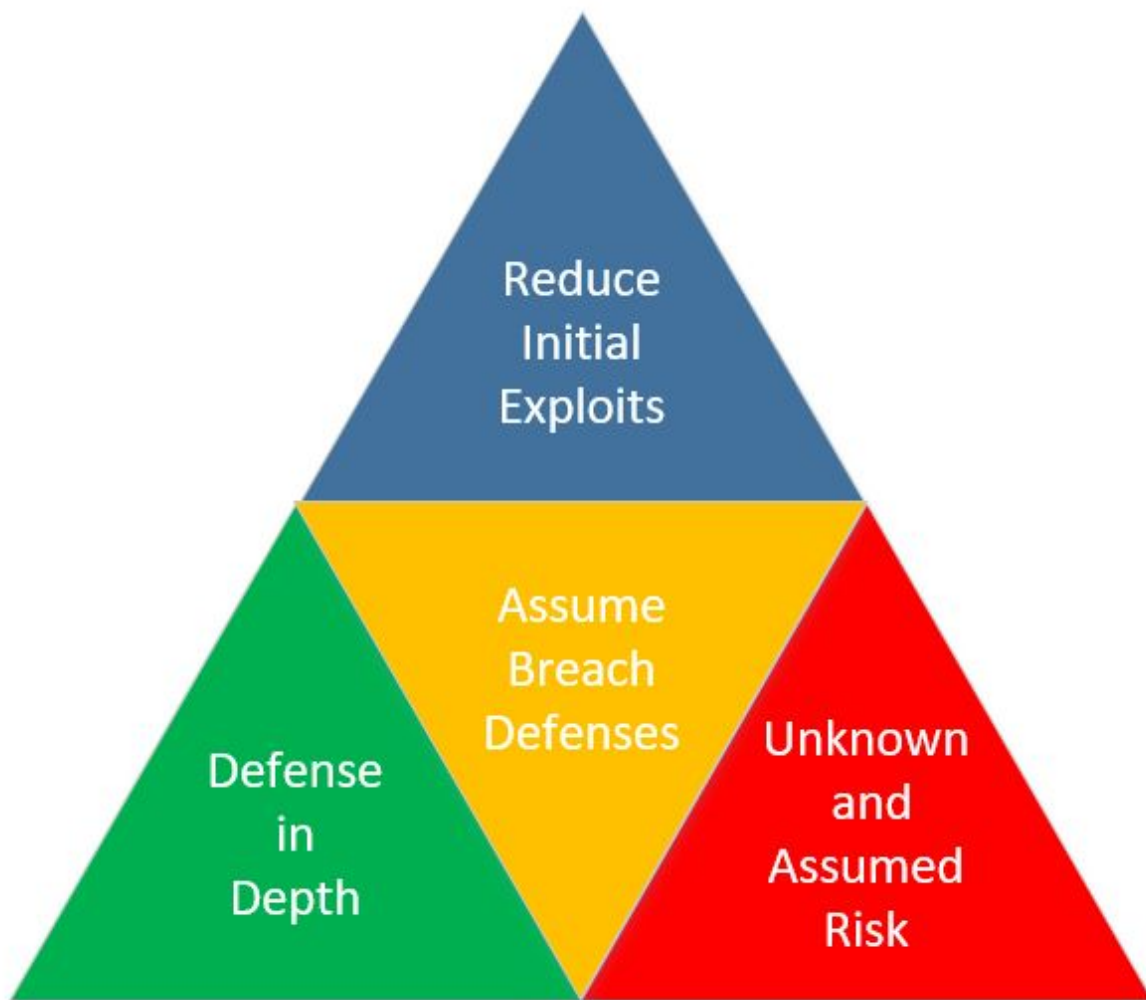 Reduce
Initial
Exploits
Assume
Breach
Defenses
Defense
in
Depth
Unknown
and
Assumed
Risk